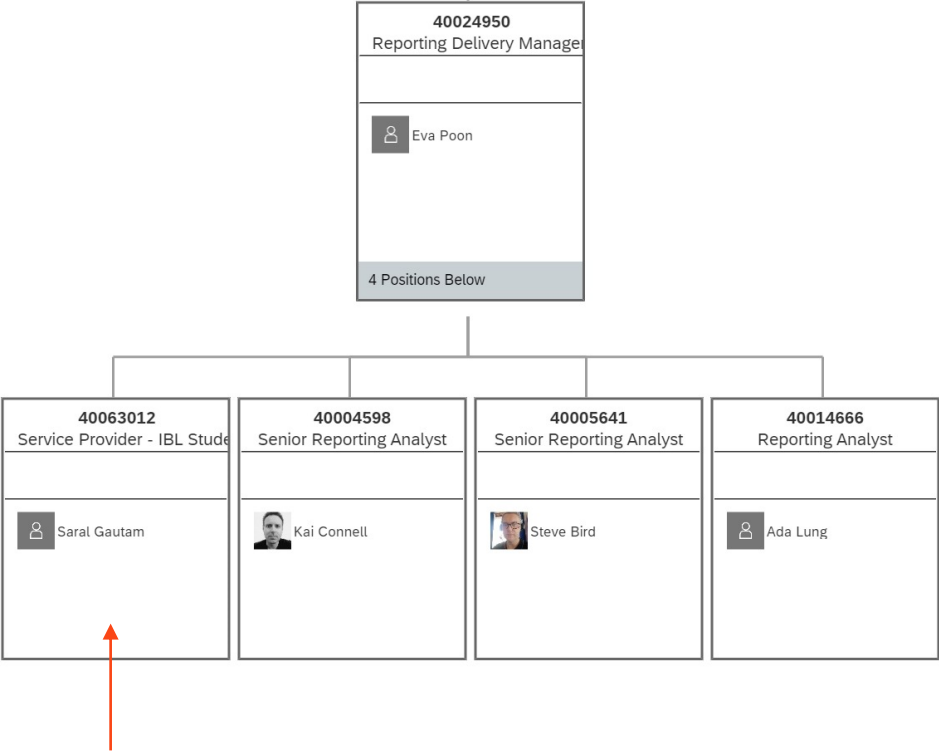 40024950
Reporting Delivery Manager
Eva Poon
4 Positions Below
40063012
Service Provider - IBL Stude
Saral Gautam
40004598
Senior Reporting Analyst
Kai Connell
40005641
Senior Reporting Analyst
Steve Bird
40014666
Reporting Analyst
Ada Lung